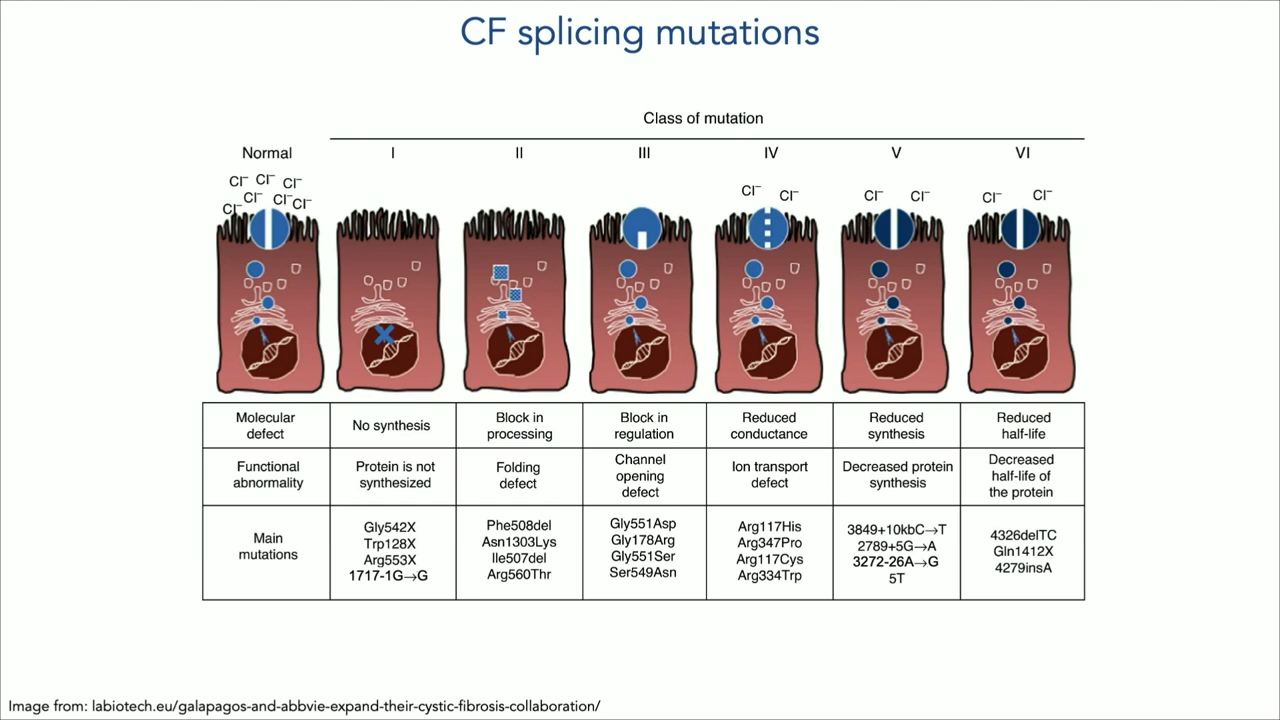 CF splicing mutations
Class of mutation
Normal
I
II
III
IV
V
VI
Cl⁻ Cl⁻ Cl⁻
Cl⁻ Cl⁻ Cl⁻ Cl⁻
Cl⁻ Cl⁻
Cl⁻ Cl⁻
Cl⁻ Cl⁻
Molecular
defect
No synthesis
Block in
processing
Block in
regulation
Reduced
conductance
Reduced
synthesis
Reduced
half-life
Functional
abnormality
Protein is not
synthesized
Folding
defect
Channel
opening
defect
Ion transport
defect
Decreased protein
synthesis
Decreased
half-life of
the protein
Main
mutations
Gly542X
Trp128X
Arg553X
1717-1G→G
Phe508del
Asn1303Lys
Ile507del
Arg560Thr
Gly551Asp
Gly178Arg
Gly551Ser
Ser549Asn
Arg117His
Arg347Pro
Arg117Cys
Arg334Trp
3849+10kbC→T
2789+5G→A
3272-26A→G
5T
4326delTC
Gln1412X
4279insA
Image from: labiotech.eu/galapagos-and-abbvie-expand-their-cystic-fibrosis-collaboration/